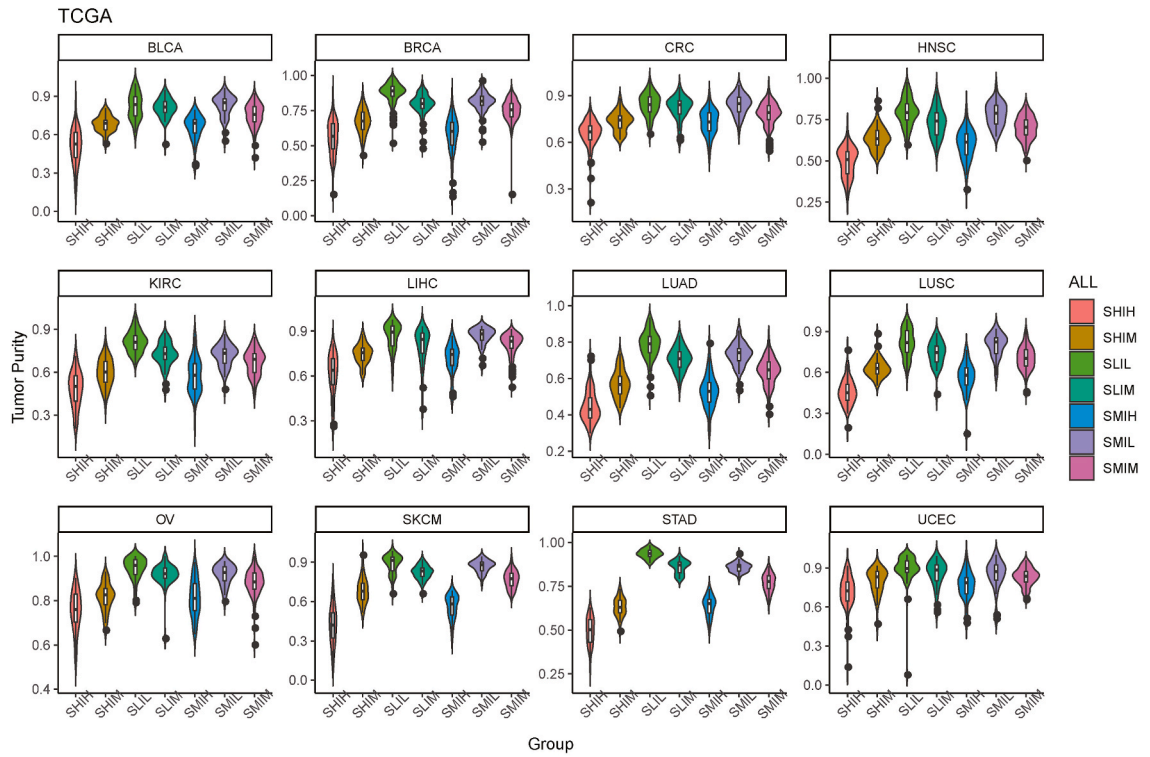 TCGA
BLCA BRCA CRC HNSC
0.9 0.6 0.3 0.0
1.00 0.75 0.50 0.25 0.00
0.9 0.6 0.3
1.00 0.75 0.50 0.25
SHIH SHIM SLIL SLIM SMIH SMIL SMIM
SHIH SHIM SLIL SLIM SMIH SMIL SMIM
SHIH SHIM SLIL SLIM SMIH SMIL SMIM
SHIH SHIM SLIL SLIM SMIH SMIL SMIM
KIRC LIHC LUAD LUSC
Tumor Purity
0.9 0.6 0.3
0.9 0.6 0.3
1.0 0.8 0.6 0.4 0.2
0.9 0.6 0.3 0.0
SHIH SHIM SLIL SLIM SMIH SMIL SMIM
SHIH SHIM SLIL SLIM SMIH SMIL SMIM
SHIH SHIM SLIL SLIM SMIH SMIL SMIM
SHIH SHIM SLIL SLIM SMIH SMIL SMIM
OV SKCM STAD UCEC
1.0 0.8 0.6 0.4
0.9 0.6 0.3 0.0
1.00 0.75 0.50 0.25
0.9 0.6 0.3 0.0
SHIH SHIM SLIL SLIM SMIH SMIL SMIM
SHIH SHIM SLIL SLIM SMIH SMIL SMIM
SHIH SHIM SLIL SLIM SMIH SMIL SMIM
SHIH SHIM SLIL SLIM SMIH SMIL SMIM
Group
ALL
SHIH
SHIM
SLIL
SLIM
SMIH
SMIL
SMIM